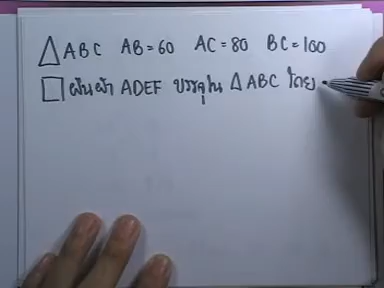 △ ABC AB = 60 AC = 80 BC = 100
□ ผืนผ้า ADEF บรรจุใน △ ABC โดย